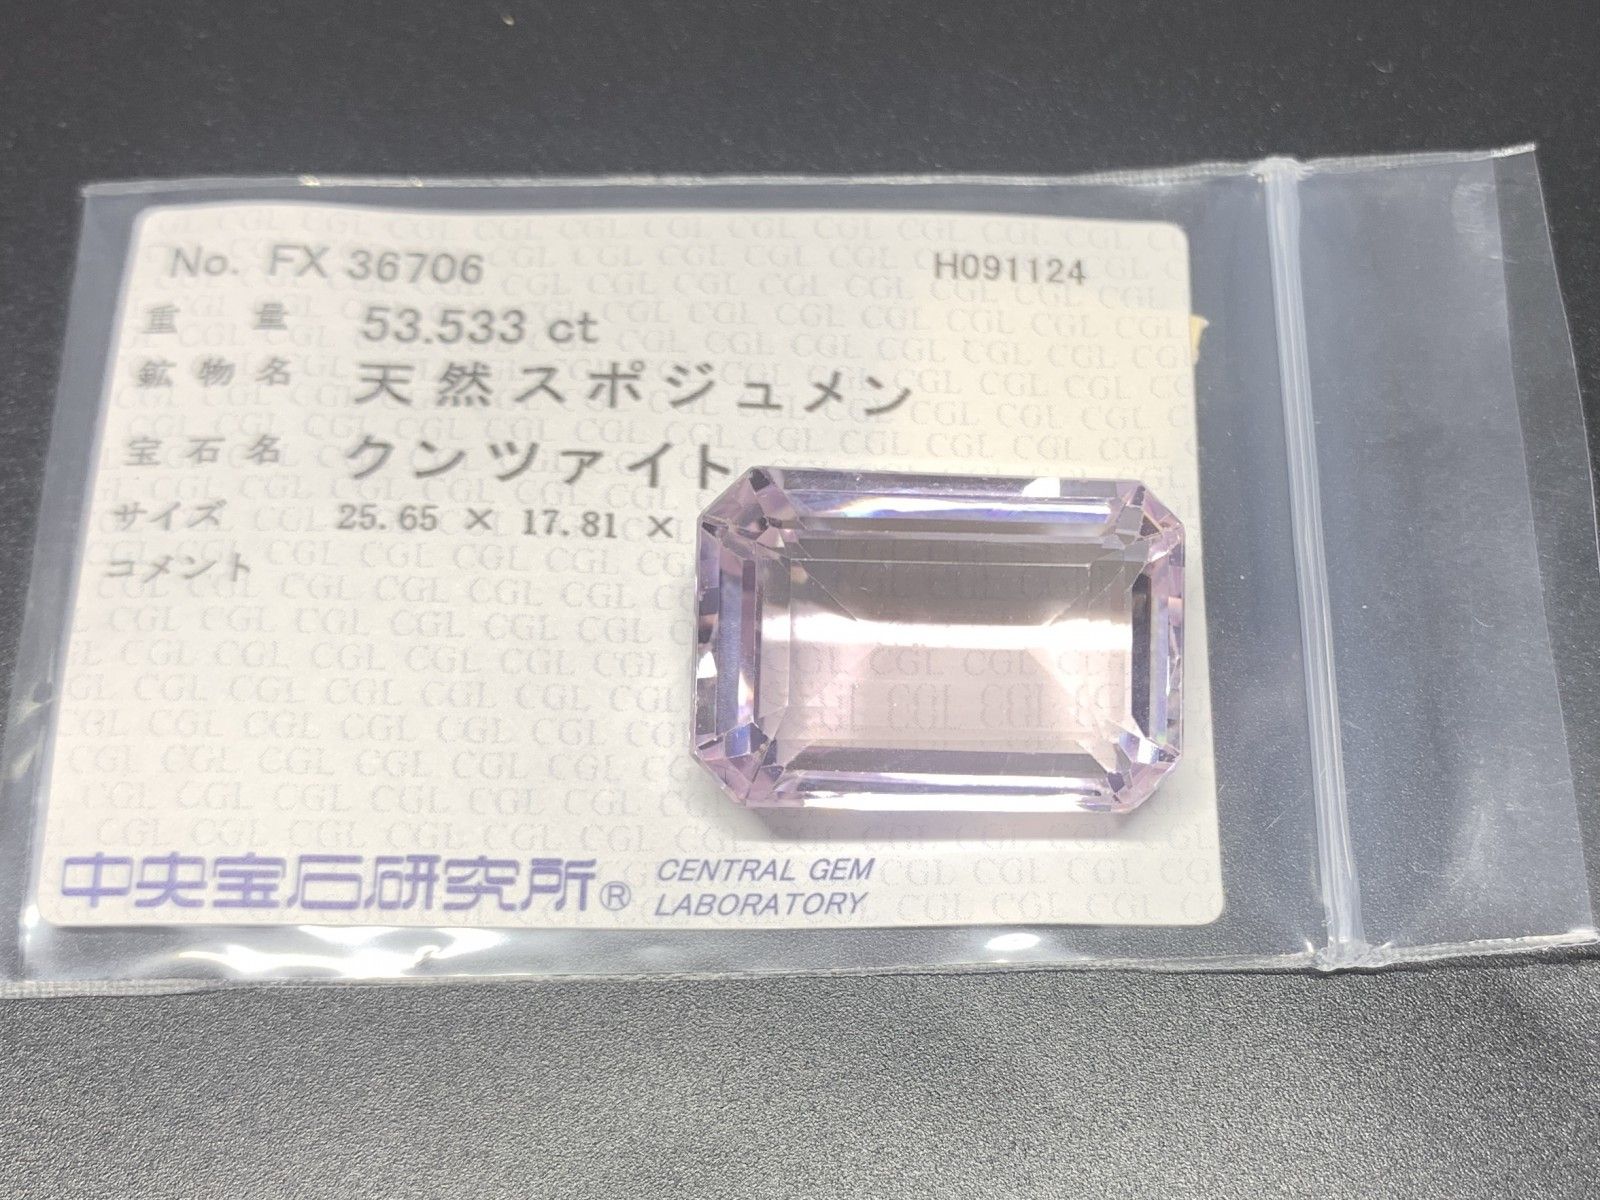 No. FX 36706 H091124
重量 53.533 ct
鉱物名 天然スポジュメン
宝石名 クンツァイト
サイズ 25.65 × 17.81 ×
コメント
中央宝石研究所® CENTRAL GEM
LABORATORY